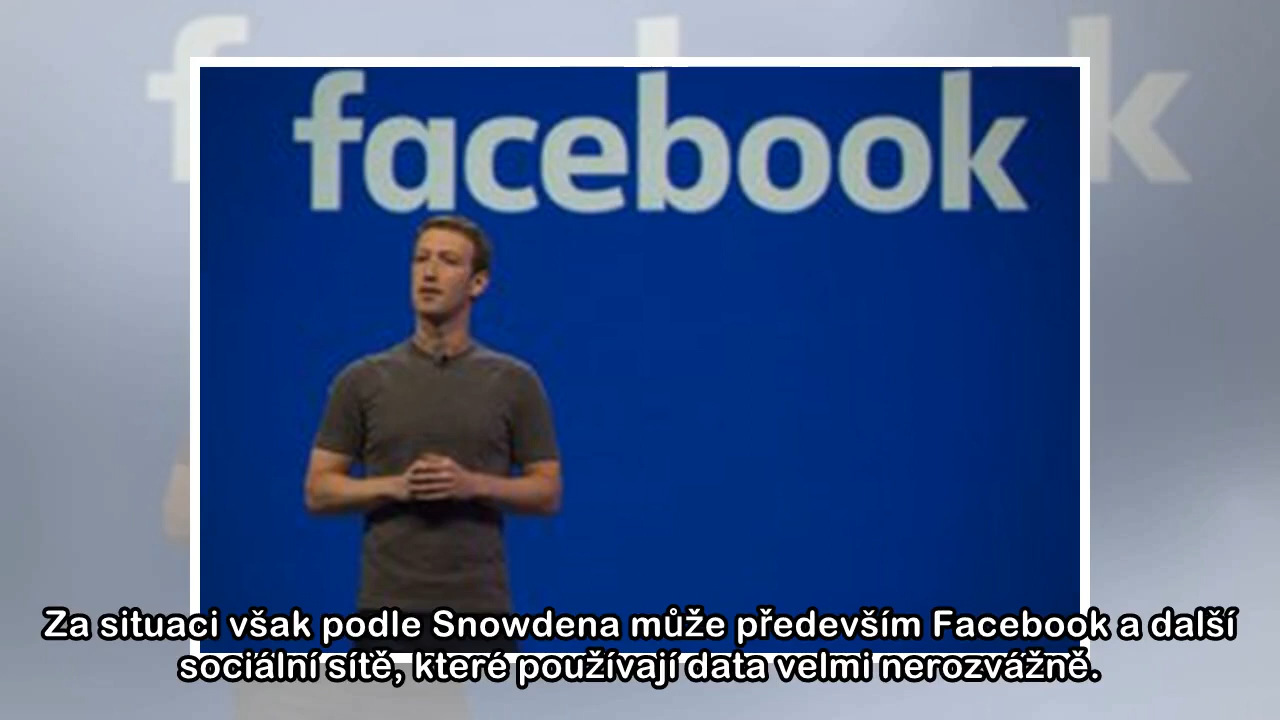 facebook
Za situaci však podle Snowdena může především Facebook a další
sociální sítě, které používají data velmi nerozvážně.